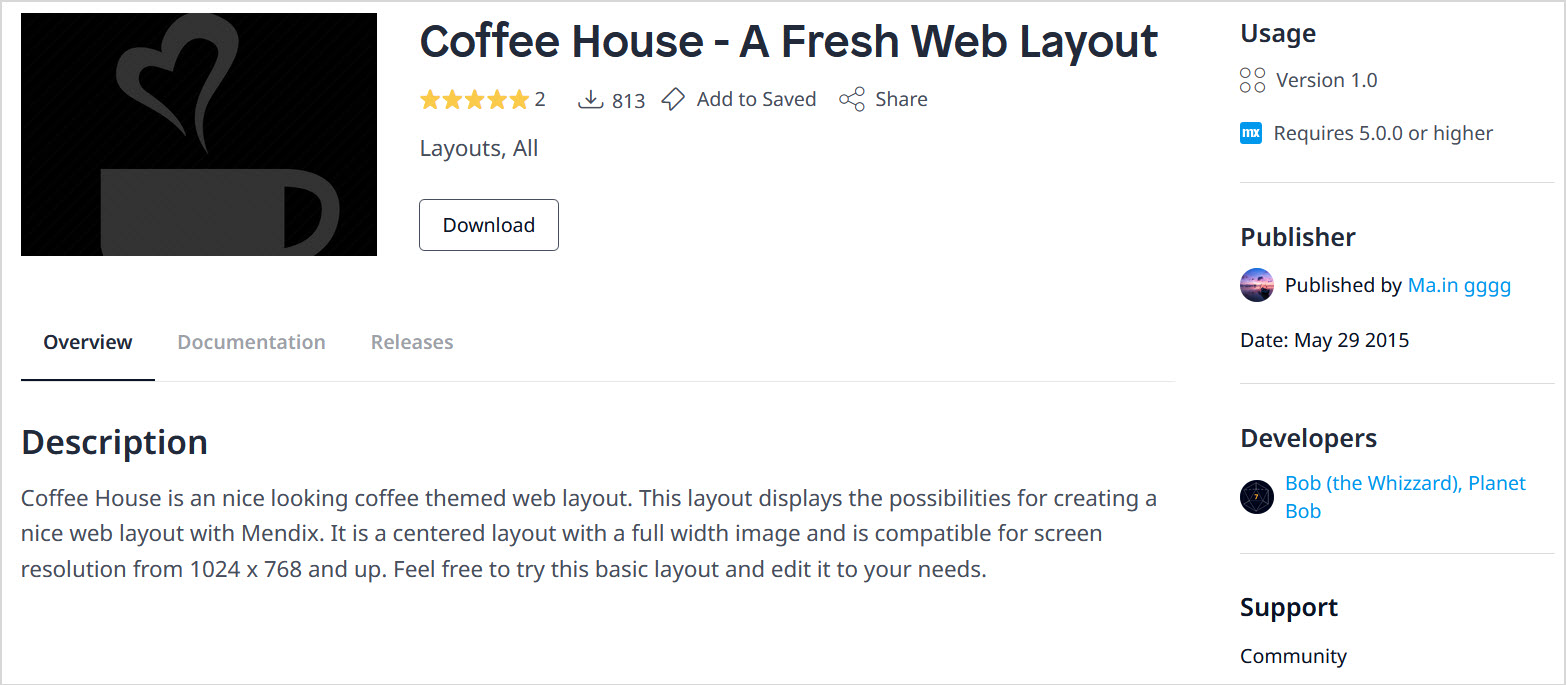 Coffee House - A Fresh Web Layout
2
813
Add to Saved
Share
Layouts, All
Download
Overview
Documentation
Releases
Description
Coffee House is an nice looking coffee themed web layout. This layout displays the possibilities for creating a
nice web layout with Mendix. It is a centered layout with a full width image and is compatible for screen
resolution from 1024 x 768 and up. Feel free to try this basic layout and edit it to your needs.
Usage
Version 1.0
mx
Requires 5.0.0 or higher
Publisher
Published by Ma.in gggg
Date: May 29 2015
Developers
7
Bob (the Whizzard), Planet
Bob
Support
Community